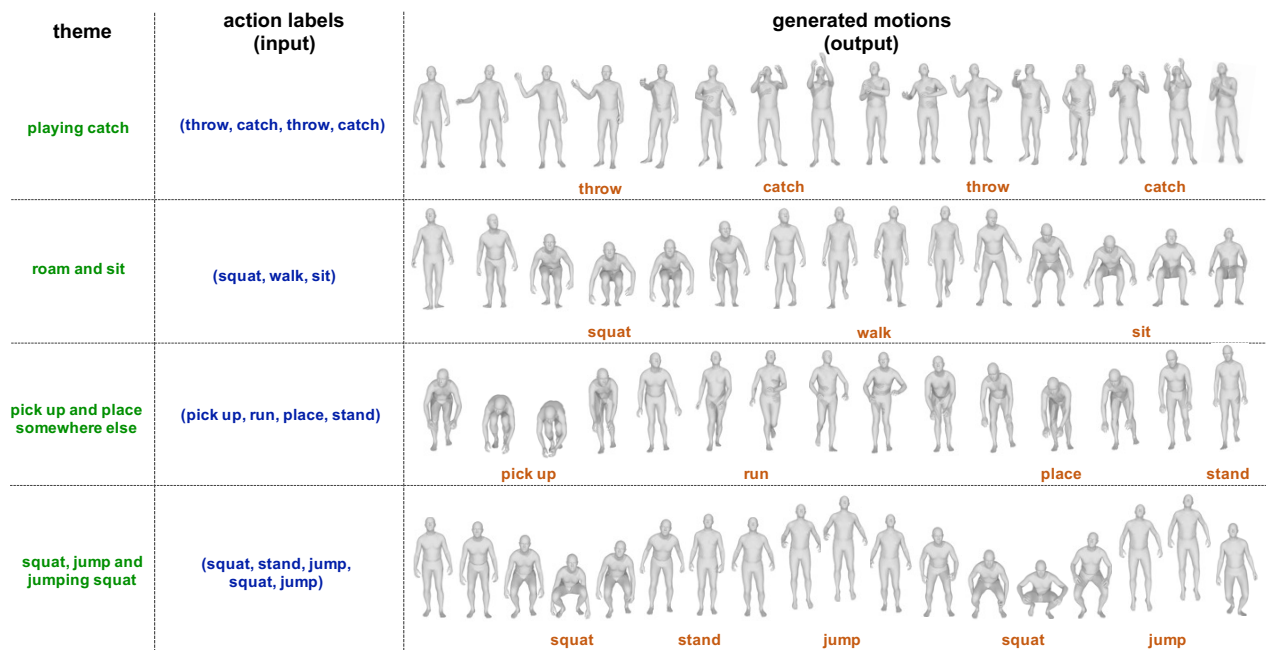 theme
action labels
(input)
generated motions
(output)
playing catch
(throw, catch, throw, catch)
throw
catch
throw
catch
roam and sit
(squat, walk, sit)
squat
walk
sit
pick up and place
somewhere else
(pick up, run, place, stand)
pick up
run
place
stand
squat, jump and
jumping squat
(squat, stand, jump,
squat, jump)
squat
stand
jump
squat
jump